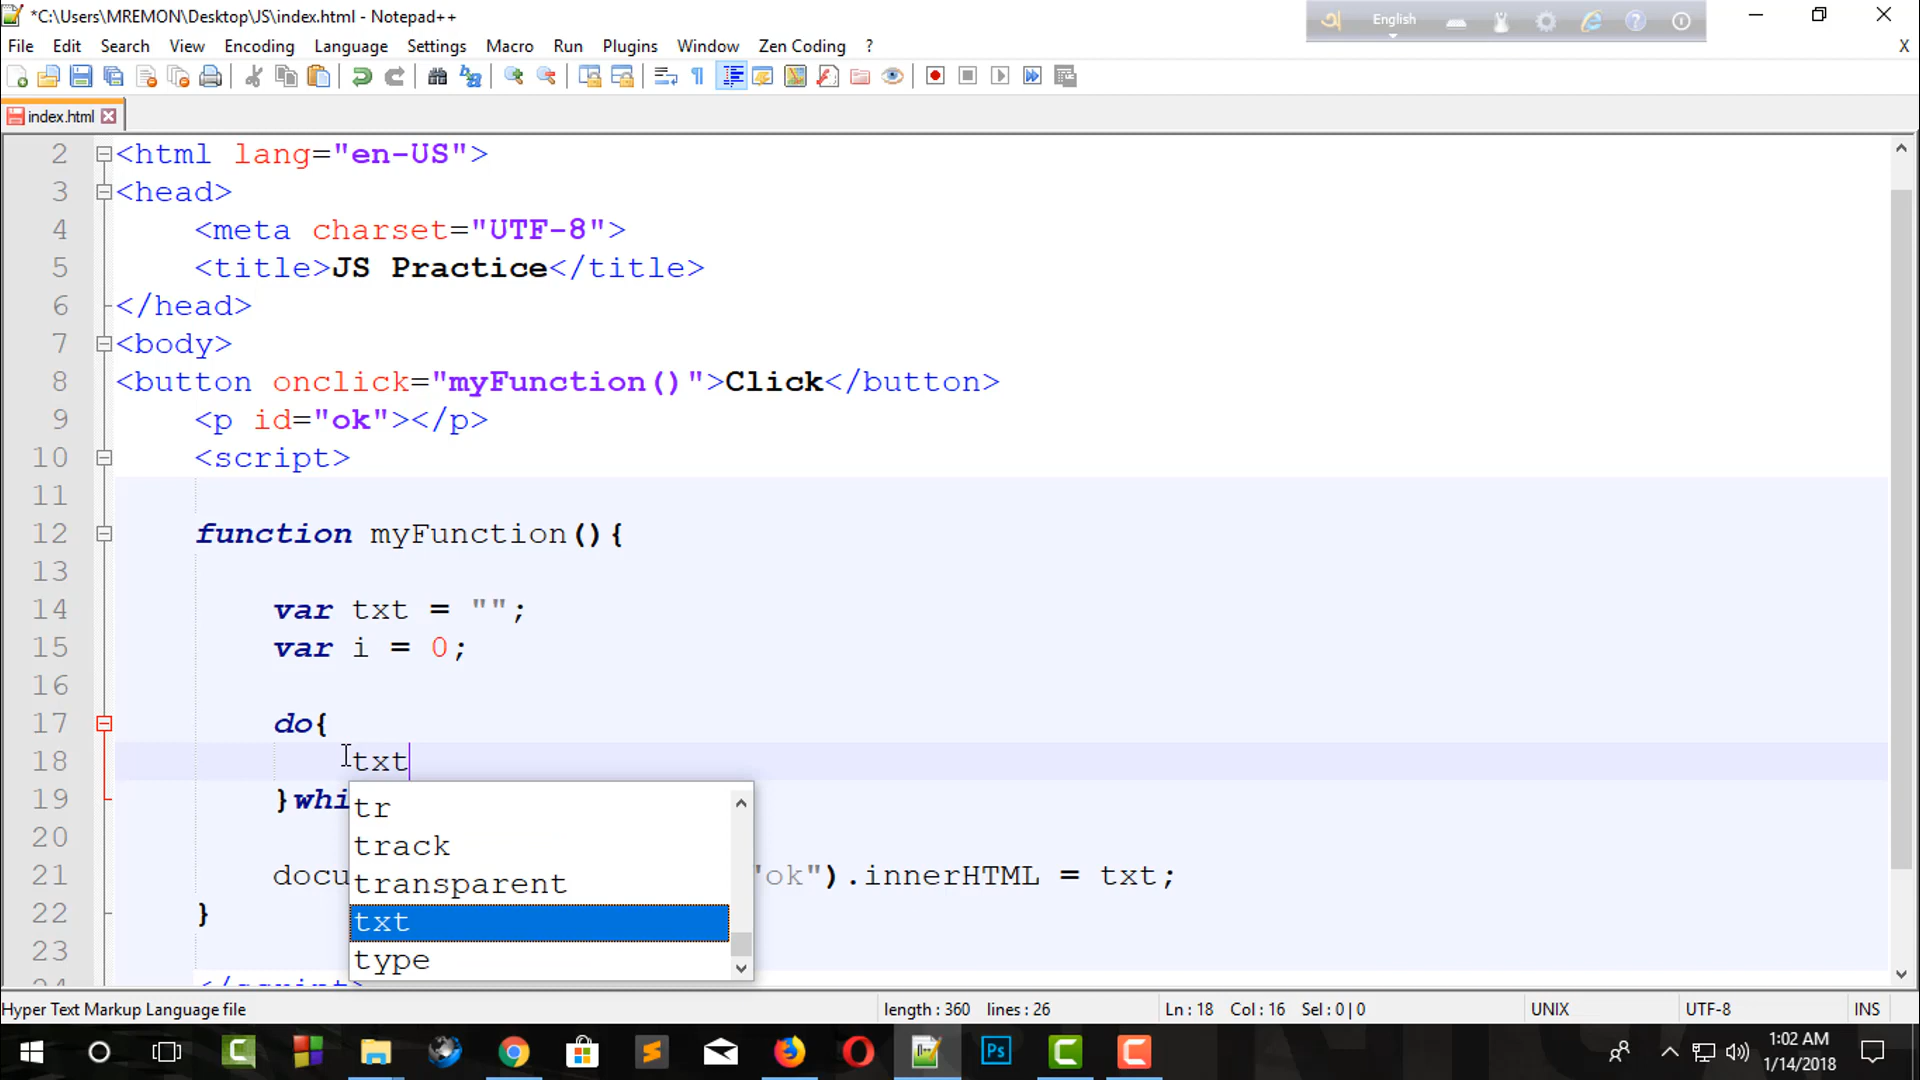 *C:\Users\MREMON\Desktop\JS\index.html - Notepad++
অ English
File Edit Search View Encoding Language Settings Macro Run Plugins Window Zen Coding ? X
index.html
2 <html lang="en-US">
3 <head>
4 <meta charset="UTF-8">
5 <title>JS Practice</title>
6 </head>
7 <body>
8 <button onclick="myFunction()">Click</button>
9 <p id="ok"></p>
10 <script>
11
12 function myFunction(){
13
14 var txt = "";
15 var i = 0;
16
17 do{
18 txt
19 }whi
20
21 docu "ok").innerHTML = txt;
22 }
23
24
tr
track
transparent
txt
type
Hyper Text Markup Language file length : 360 lines : 26 Ln : 18 Col : 16 Sel : 0 | 0 UNIX UTF-8 INS
Ps
1:02 AM
1/14/2018